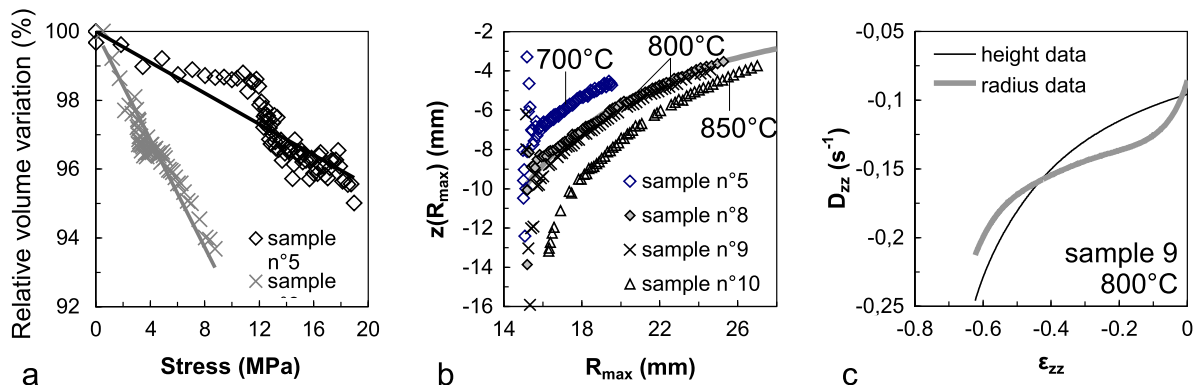 Relative volume variation (%)
100
98
96
94
92
0
4
8
12
16
20
Stress (MPa)
sample
n°5
sample
a
z(Rmax) (mm)
-2
-4
-6
-8
-10
-12
-14
-16
14
18
22
26
Rmax (mm)
700°C
800°C
850°C
sample n°5
sample n°8
sample n°9
sample n°10
b
Dzz (s-1)
-0,05
-0,1
-0,15
-0,2
-0,25
-0.8
-0.6
-0.4
-0.2
0
εzz
height data
radius data
sample 9
800°C
c